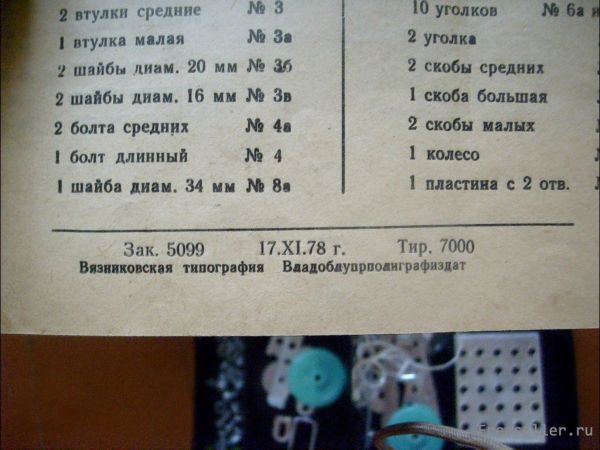 2 втулки средние № 3
1 втулка малая № 3а
2 шайбы диам. 20 мм № 3б
2 шайбы диам. 16 мм № 3в
2 болта средних № 4а
1 болт длинный № 4
1 шайба диам. 34 мм № 8а
10 уголков № 6а и
2 уголка
2 скобы средних
1 скоба большая
2 скобы малых
1 колесо
1 пластина с 2 отв.
Зак. 5099 17.XI.78 г. Тир. 7000
Вязниковская типография Владоблупрполиграфиздат